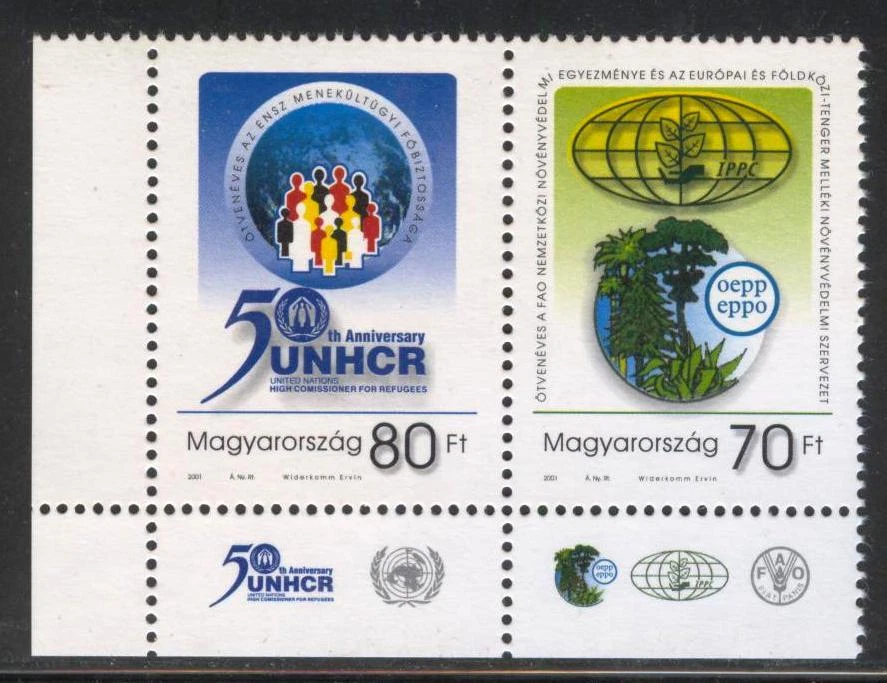 ÖTVENÉVES AZ ENSZ MENEKÜLTÜGYI FŐBIZTOSSÁGA
50th Anniversary
UNHCR
UNITED NATIONS
HIGH COMISSIONER FOR REFUGEES
Magyarország 80 Ft
2001 Á. Ny. Rt. Widerkomm Ervin
ÖTVENÉVES A FAO NEMZETKÖZI NÖVÉNYVÉDELMI EGYEZMÉNYE ÉS AZ EURÓPAI ÉS FÖLDKÖZI-TENGER MELLÉKI NÖVÉNYVÉDELMI SZERVEZET
IPPC
oepp
eppo
Magyarország 70 Ft
2001 Á. Ny. Rt. Widerkomm Ervin
50th Anniversary
UNHCR
UNITED NATIONS
HIGH COMISSIONER FOR REFUGEES
oepp
eppo
IPPC
FAO
FIAT PANIS